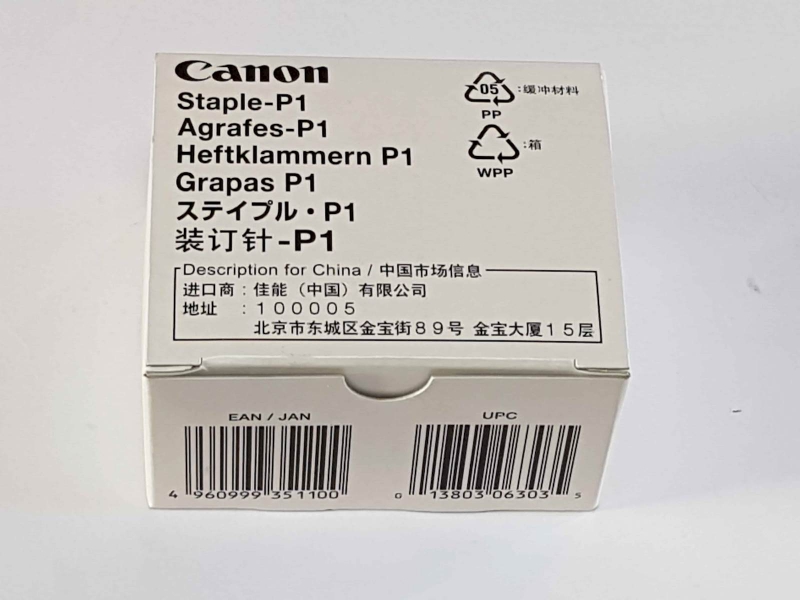 Canon
Staple-P1
Agrafes-P1
Heftklammern P1
Grapas P1
ステイプル・P1
装订针-P1
05 :缓冲材料
PP
:箱
WPP
Description for China / 中国市场信息
进口商：佳能（中国）有限公司
地址 ：100005
北京市东城区金宝街89号 金宝大厦15层
EAN / JAN
4 960999 351100
UPC
0 13803 06303 5